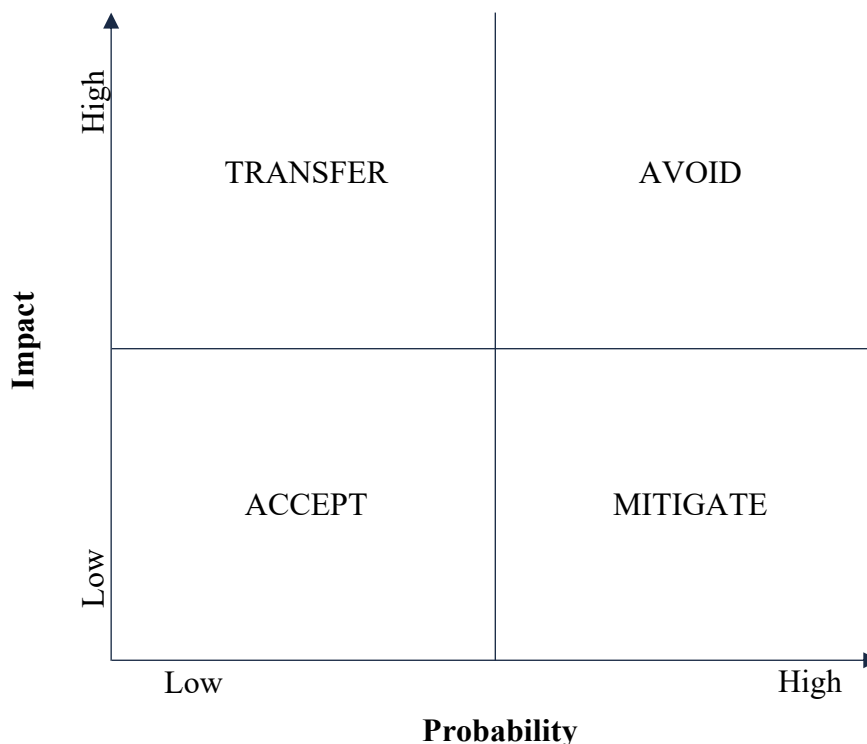 High
TRANSFER AVOID
Impact
ACCEPT MITIGATE
Low
Low High
Probability